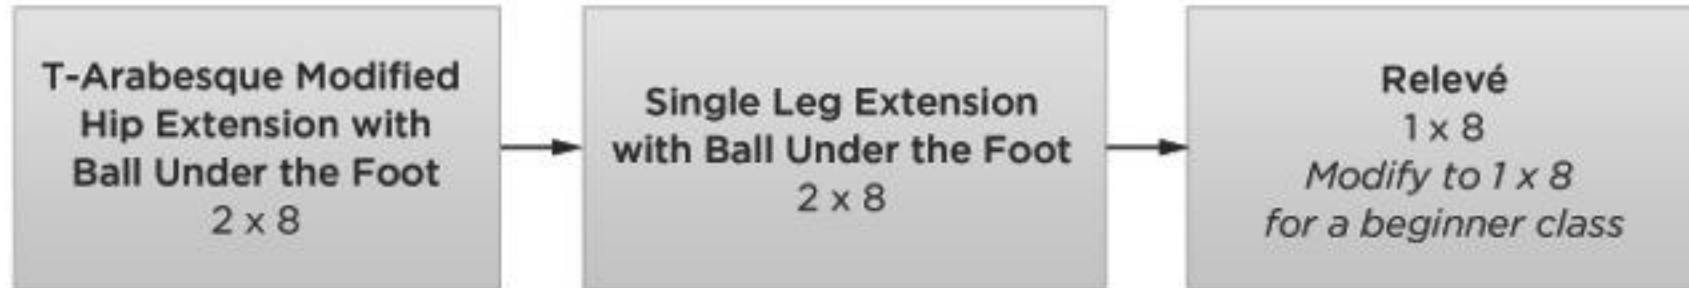 T-Arabesque Modified
Hip Extension with
Ball Under the Foot
2 x 8
Single Leg Extension
with Ball Under the Foot
2 x 8
Relevé
1 x 8
Modify to 1 x 8
for a beginner class